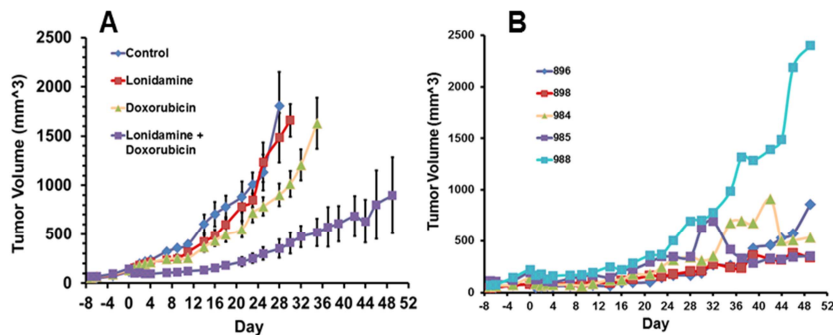 A
Tumor Volume (mm^3)
2500
2000
1500
1000
500
0
Control
Lonidamine
Doxorubicin
Lonidamine +
Doxorubicin
-8 -4 0 4 8 12 16 20 24 28 32 36 40 44 48 52
Day
B
Tumor Volume (mm^3)
2500
2000
1500
1000
500
0
896
898
984
985
988
-8 -4 0 4 8 12 16 20 24 28 32 36 40 44 48 52
Day